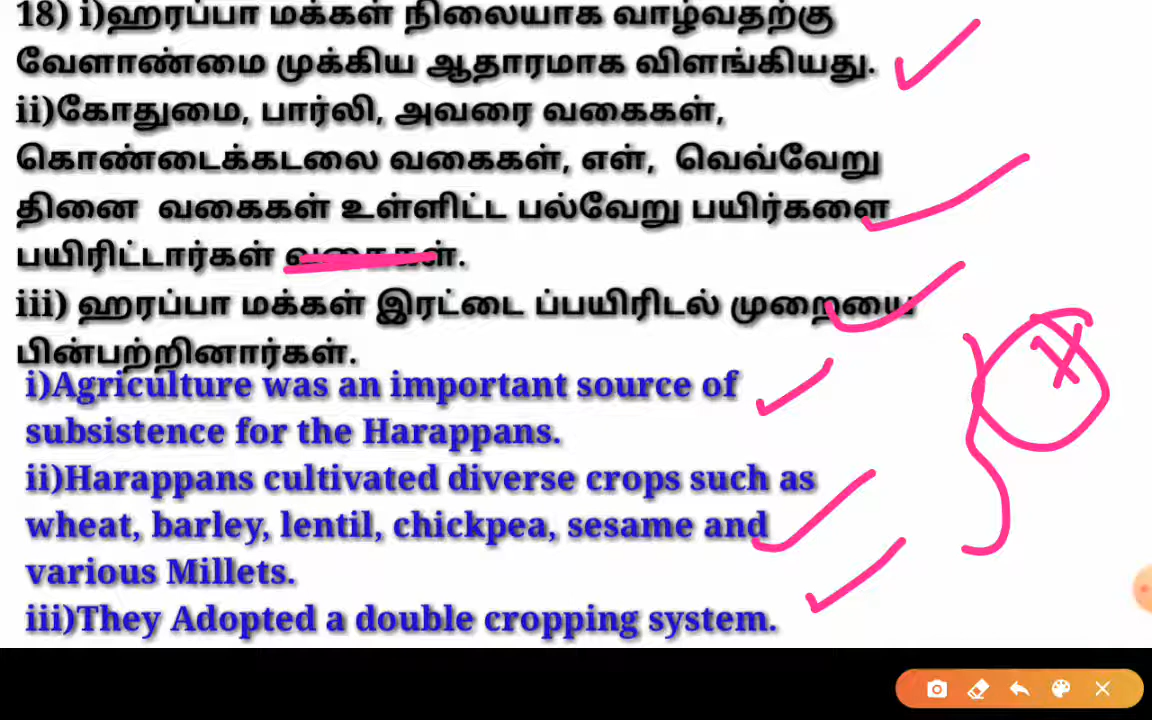 18) i)ஹரப்பா மக்கள் நிலையாக வாழ்வதற்கு
வேளாண்மை முக்கிய ஆதாரமாக விளங்கியது.
ii)கோதுமை, பார்லி, அவரை வகைகள்,
கொண்டைக்கடலை வகைகள், எள், வெவ்வேறு
தினை வகைகள் உள்ளிட்ட பல்வேறு பயிர்களை
பயிரிட்டார்கள் வகைகள்.
iii) ஹரப்பா மக்கள் இரட்டை ப்பயிரிடல் முறையை
பின்பற்றினார்கள்.
i)Agriculture was an important source of
subsistence for the Harappans.
ii)Harappans cultivated diverse crops such as
wheat, barley, lentil, chickpea, sesame and
various Millets.
iii)They Adopted a double cropping system.